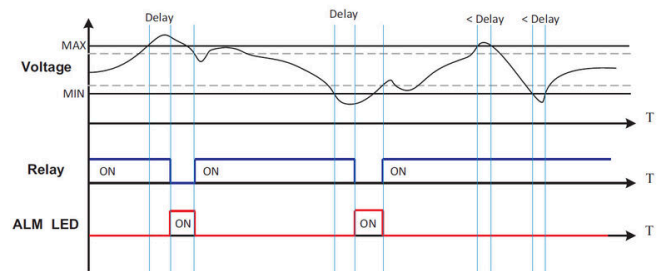 Delay Delay < Delay < Delay
MAX
Voltage
MIN
T
Relay ON ON ON T
ALM LED ON ON T